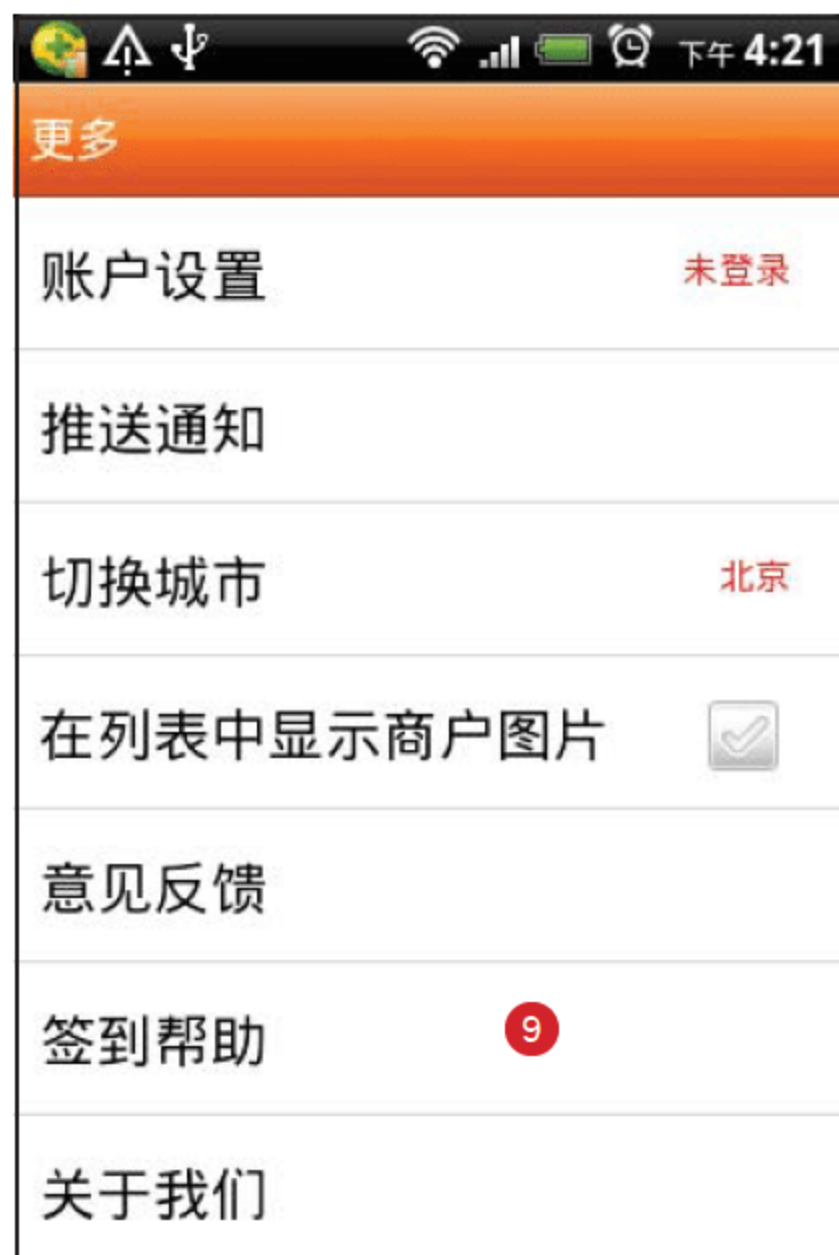 下午 4:21
更多
账户设置 未登录
推送通知
切换城市 北京
在列表中显示商户图片
意见反馈
签到帮助 9
关于我们